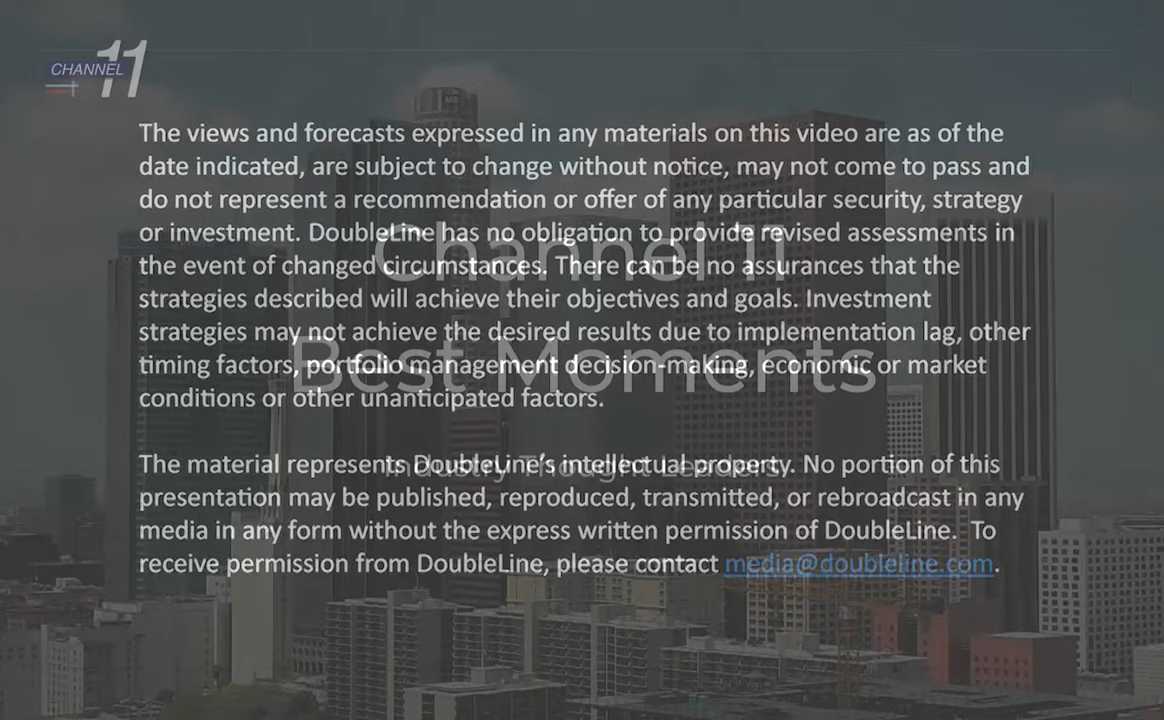 CHANNEL 11
The views and forecasts expressed in any materials on this video are as of the
date indicated, are subject to change without notice, may not come to pass and
do not represent a recommendation or offer of any particular security, strategy
or investment. DoubleLine has no obligation to provide revised assessments in
Channel 11
the event of changed circumstances. There can be no assurances that the
strategies described will achieve their objectives and goals. Investment
strategies may not achieve the desired results due to implementation lag, other
timing factors, portfolio management decision-making, economic or market
Best Moments
conditions or other unanticipated factors.
The material represents DoubleLine's intellectual property. No portion of this
Industry Thought Leaders
presentation may be published, reproduced, transmitted, or rebroadcast in any
media in any form without the express written permission of DoubleLine. To
receive permission from DoubleLine, please contact media@doubleline.com.